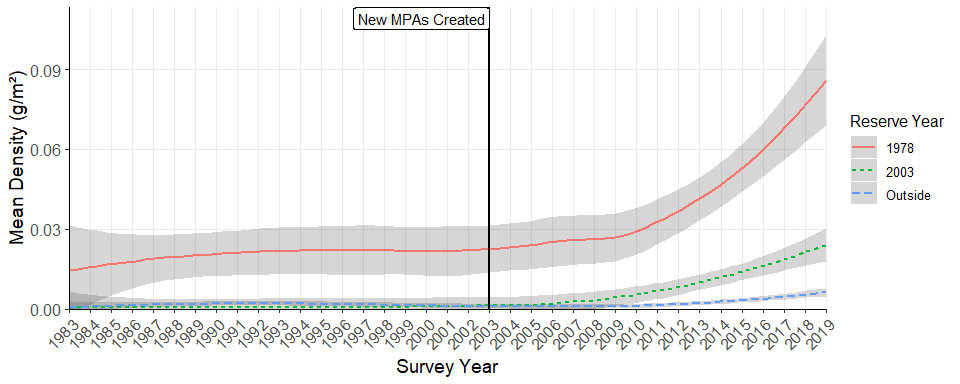 New MPAs Created
Mean Density (g/m²)
0.09
0.06
0.03
0.00
1983 1984 1985 1986 1987 1988 1989 1990 1991 1992 1993 1994 1995 1996 1997 1998 1999 2000 2001 2002 2003 2004 2005 2006 2007 2008 2009 2010 2011 2012 2013 2014 2015 2016 2017 2018 2019
Survey Year
Reserve Year
1978
2003
Outside